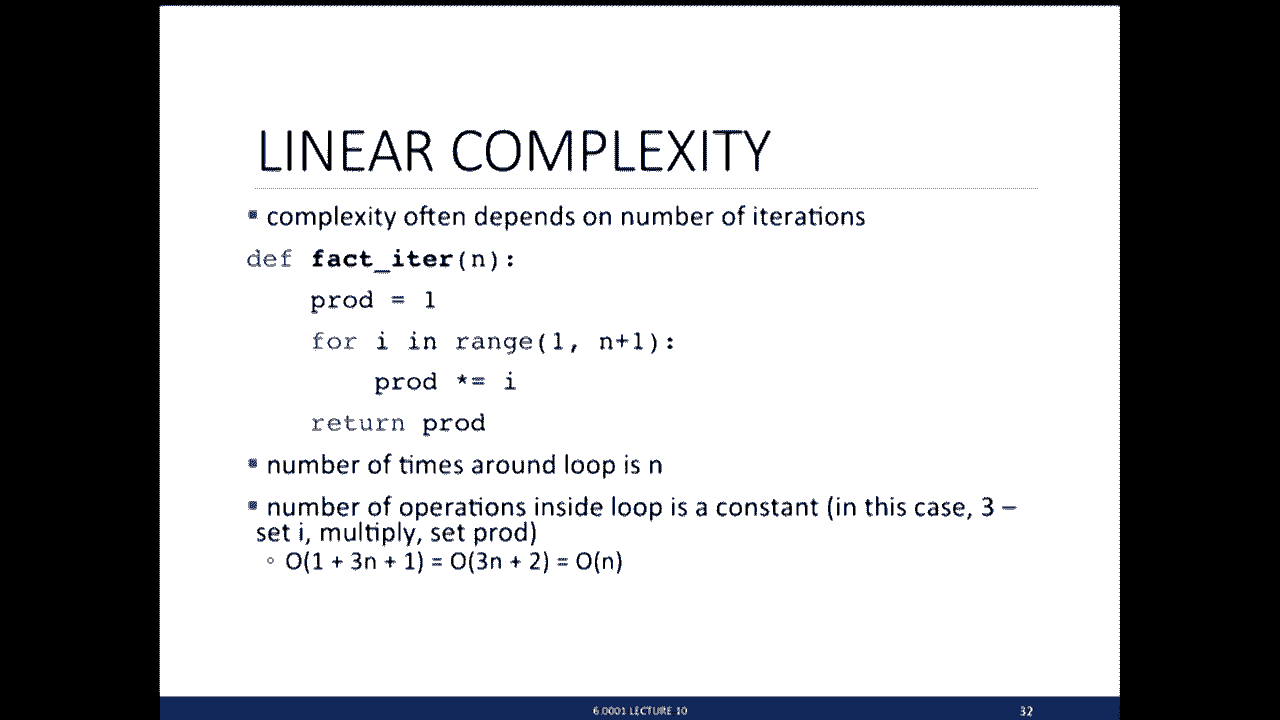 LINEAR COMPLEXITY
▪ complexity often depends on number of iterations
def fact_iter(n):
    prod = 1
    for i in range(1, n+1):
        prod *= i
    return prod
▪ number of times around loop is n
▪ number of operations inside loop is a constant (in this case, 3 –
set i, multiply, set prod)
◦ O(1 + 3n + 1) = O(3n + 2) = O(n)
6.0001 LECTURE 10
32